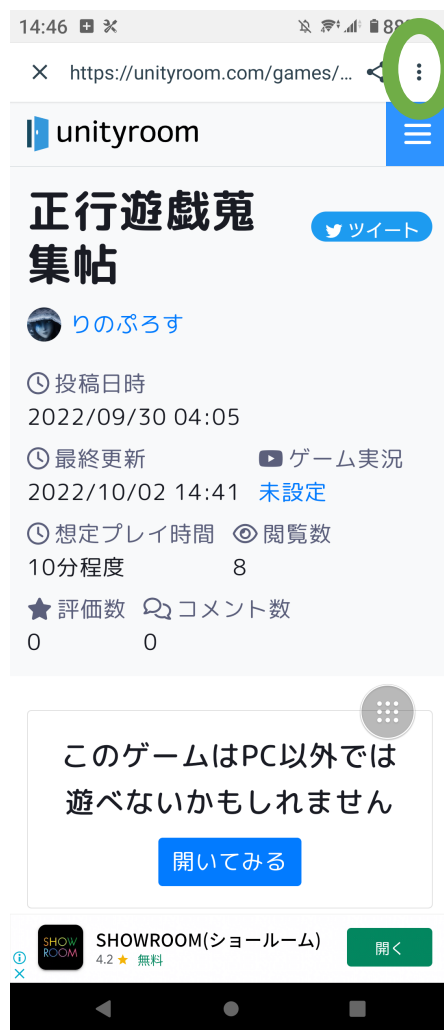 14:46
https://unityroom.com/games/…
unityroom
正行遊戯蒐
集帖
ツイート
りのぷろす
投稿日時
2022/09/30 04:05
最終更新 ゲーム実況
2022/10/02 14:41 未設定
想定プレイ時間 閲覧数
10分程度 8
評価数 コメント数
0 0
このゲームはPC以外では
遊べないかもしれません
開いてみる
SHOW
ROOM
SHOWROOM(ショールーム)
4.2 ★ 無料
開く